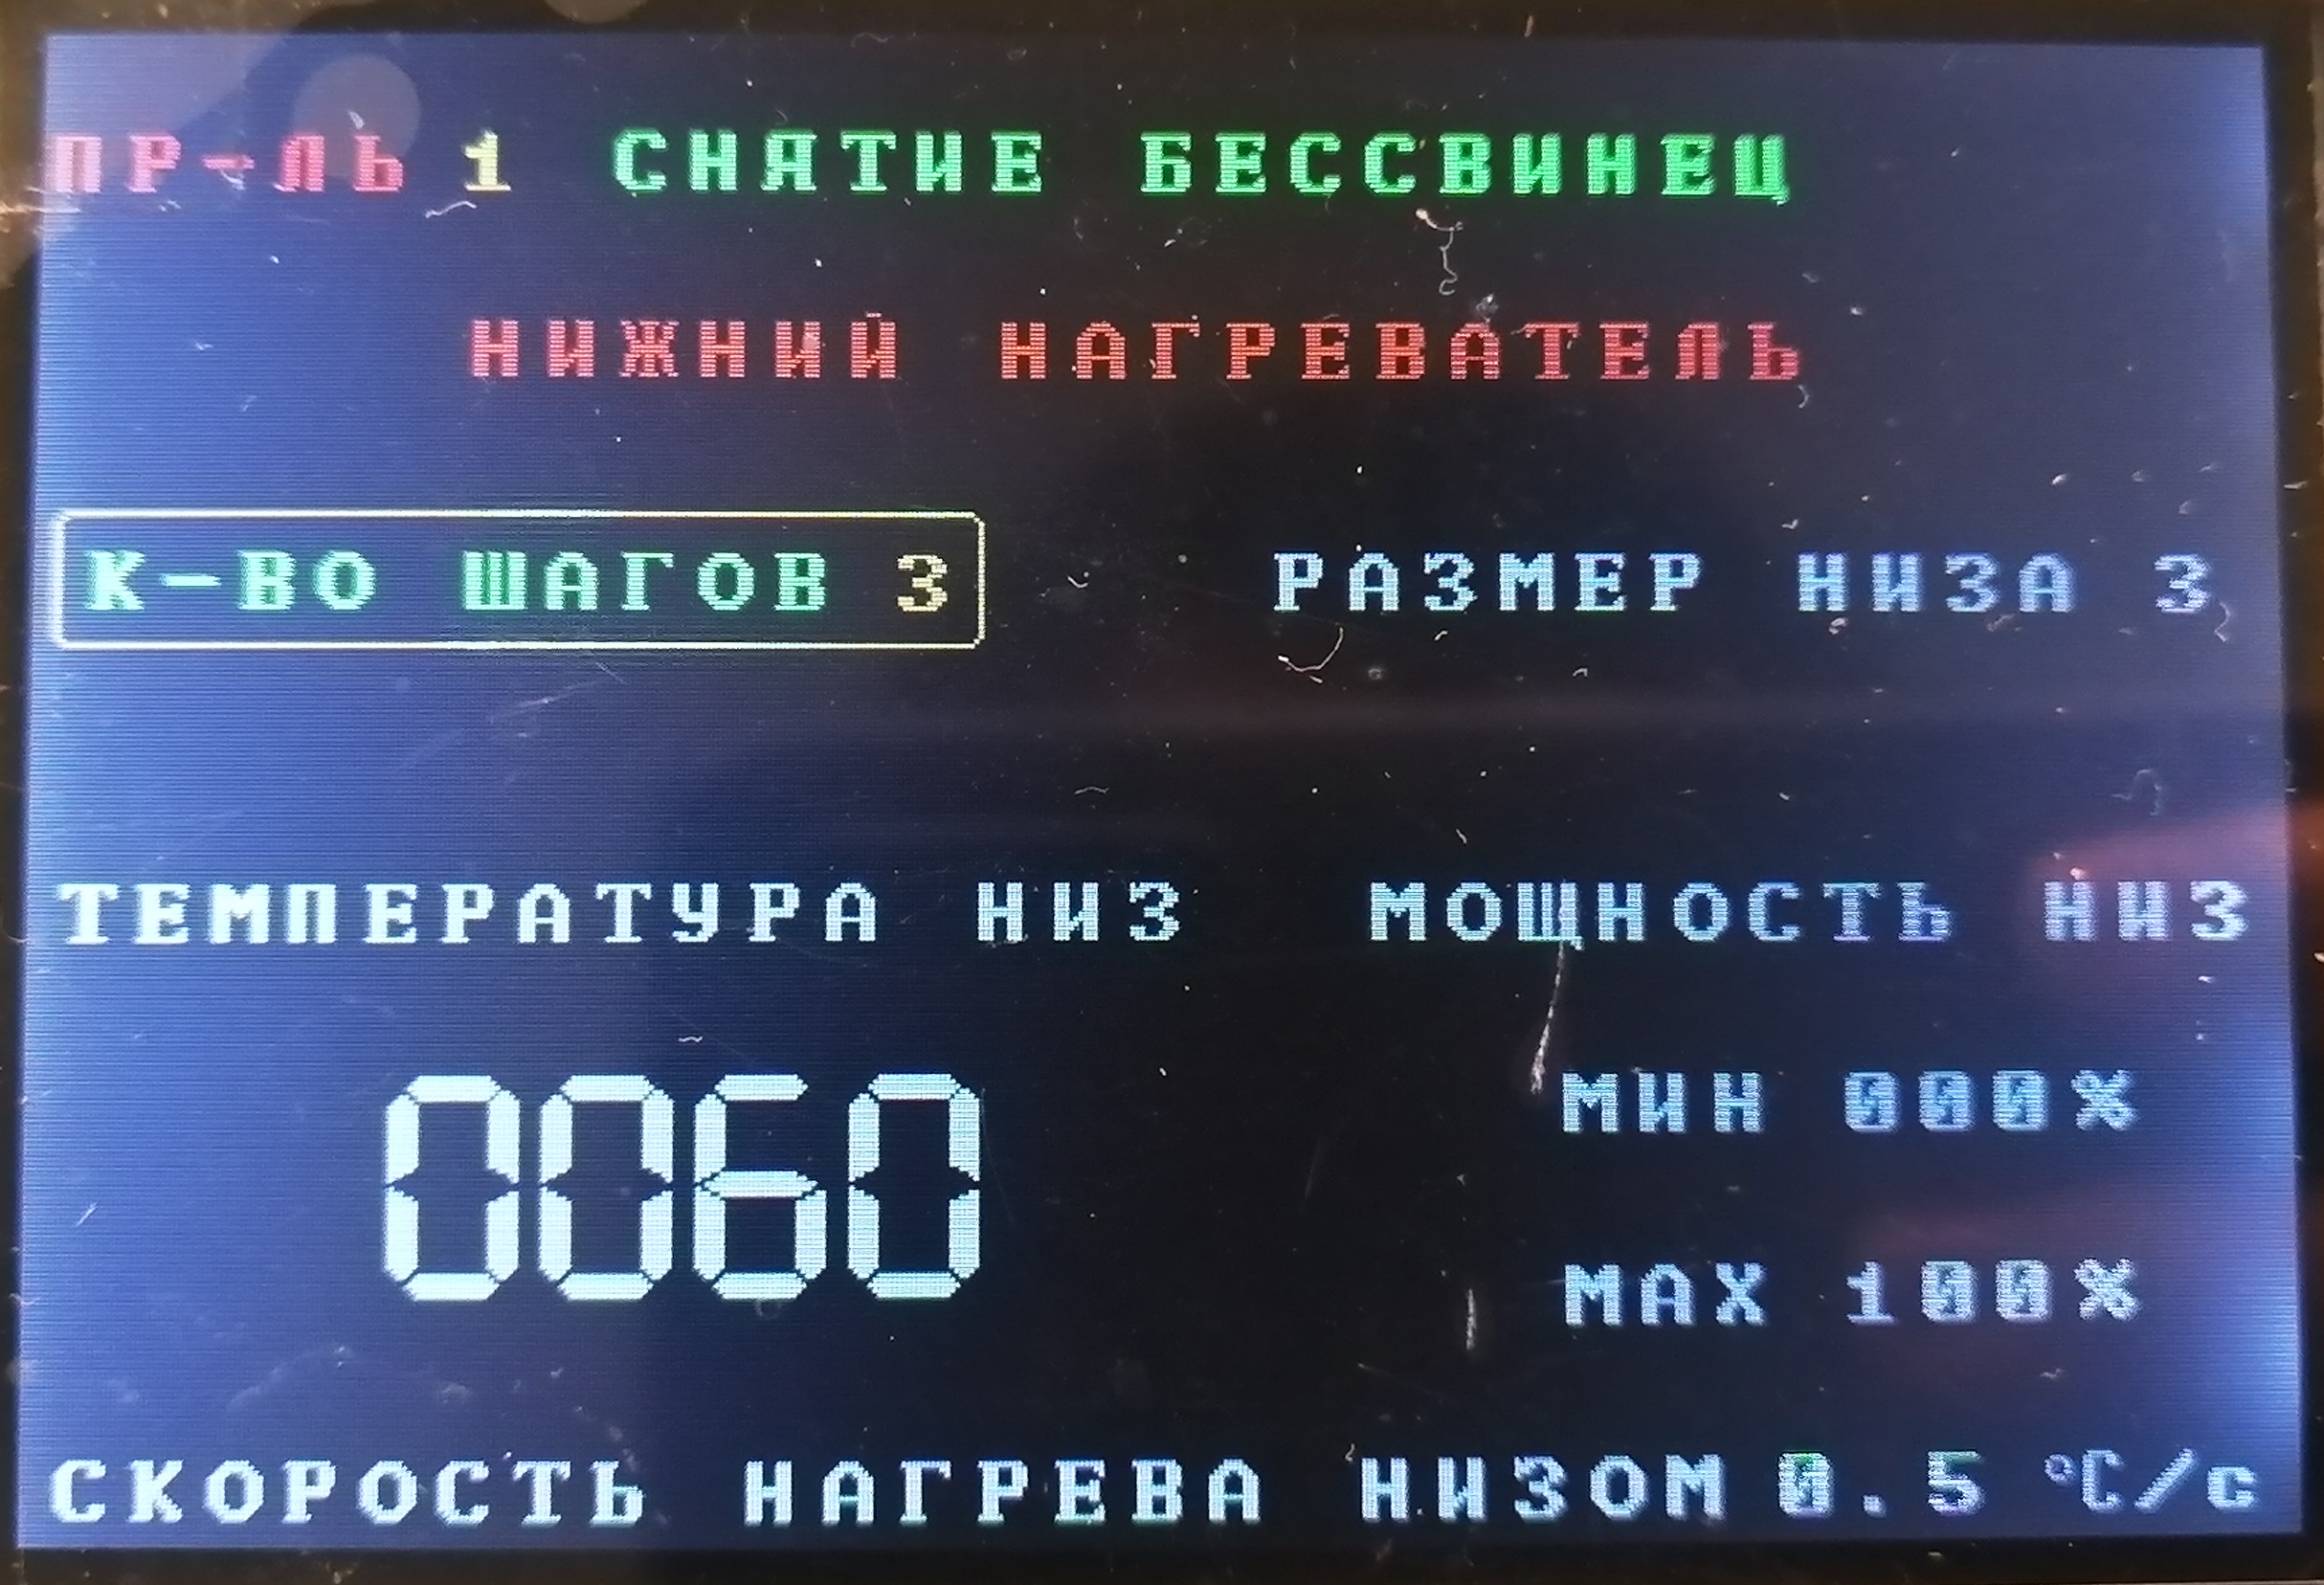 ПР-ЛЬ 1 СНЯТИЕ БЕССВИНЕЦ
НИЖНИЙ НАГРЕВАТЕЛЬ
К-ВО ШАГОВ 3 РАЗМЕР НИЗА 3
ТЕМПЕРАТУРА НИЗ МОЩНОСТЬ НИЗ
0060
МИН 000%
МАХ 100%
СКОРОСТЬ НАГРЕВА НИЗОМ 0.5 °C/c